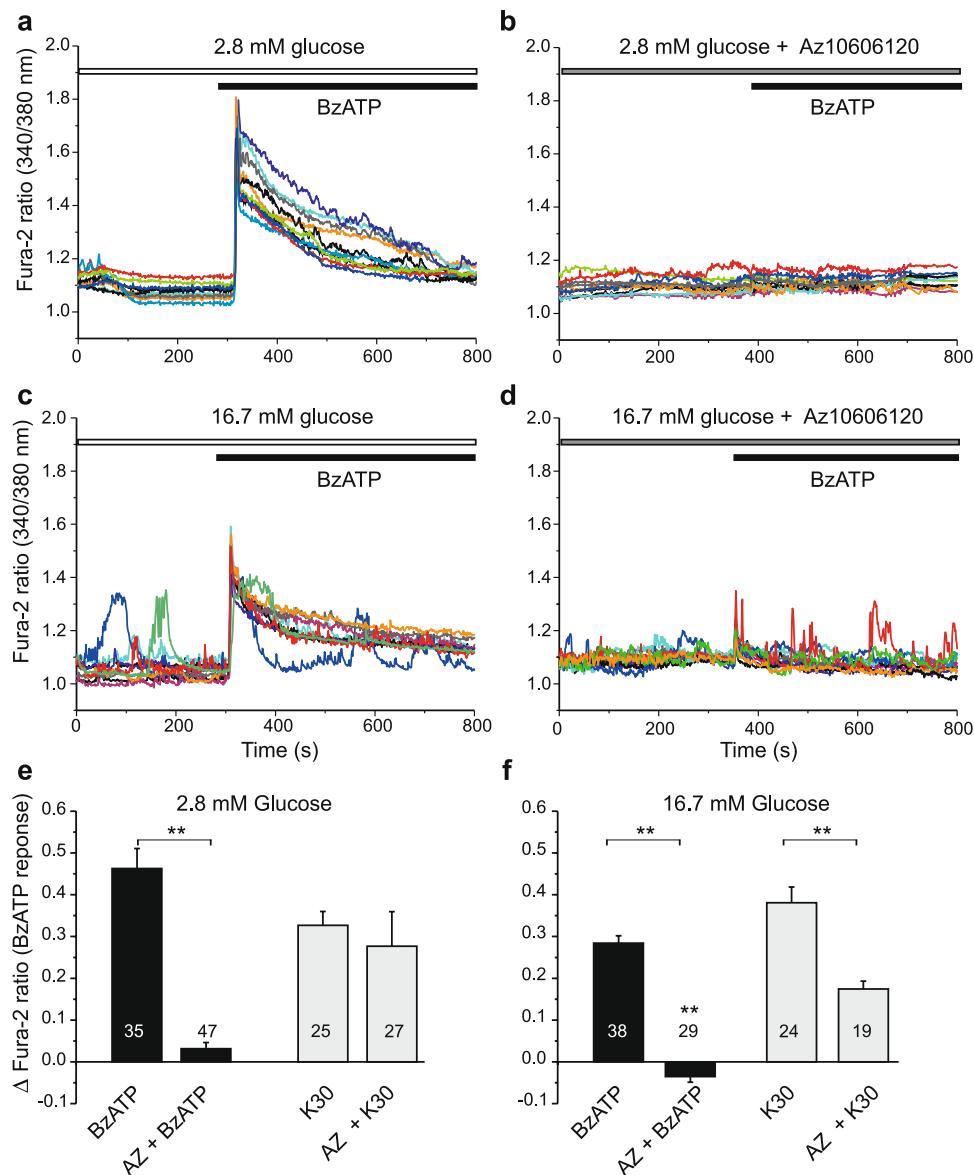 a
2.8 mM glucose
BzATP
Fura-2 ratio (340/380 nm)
2.0
1.8
1.6
1.4
1.2
1.0
0 200 400 600 800
b
2.8 mM glucose + Az10606120
BzATP
2.0
1.8
1.6
1.4
1.2
1.0
0 200 400 600 800
c
16.7 mM glucose
BzATP
Fura-2 ratio (340/380 nm)
2.0
1.8
1.6
1.4
1.2
1.0
0 200 400 600 800
Time (s)
d
16.7 mM glucose + Az10606120
BzATP
2.0
1.8
1.6
1.4
1.2
1.0
0 200 400 600 800
Time (s)
e
2.8 mM Glucose
Δ Fura-2 ratio (BzATP reponse)
0.6
0.5
0.4
0.3
0.2
0.1
0.0
-0.1
**
35 47 25 27
BzATP
AZ + BzATP
K30
AZ + K30
f
16.7 mM Glucose
0.6
0.5
0.4
0.3
0.2
0.1
0.0
-0.1
** **
**
38 29 24 19
BzATP
AZ + BzATP
K30
AZ + K30